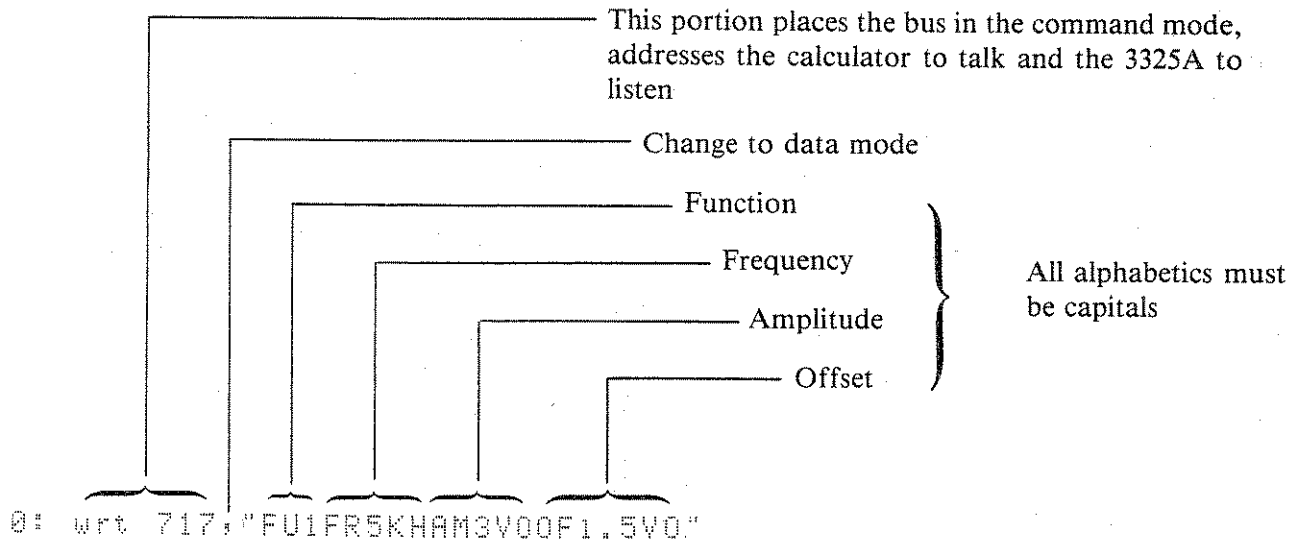 This portion places the bus in the command mode,
addresses the calculator to talk and the 3325A to
listen
Change to data mode
Function
Frequency
Amplitude
Offset
All alphabetics must
be capitals
0: wrt 717,"FU1FR5KHAM3VOOF1.5VO"